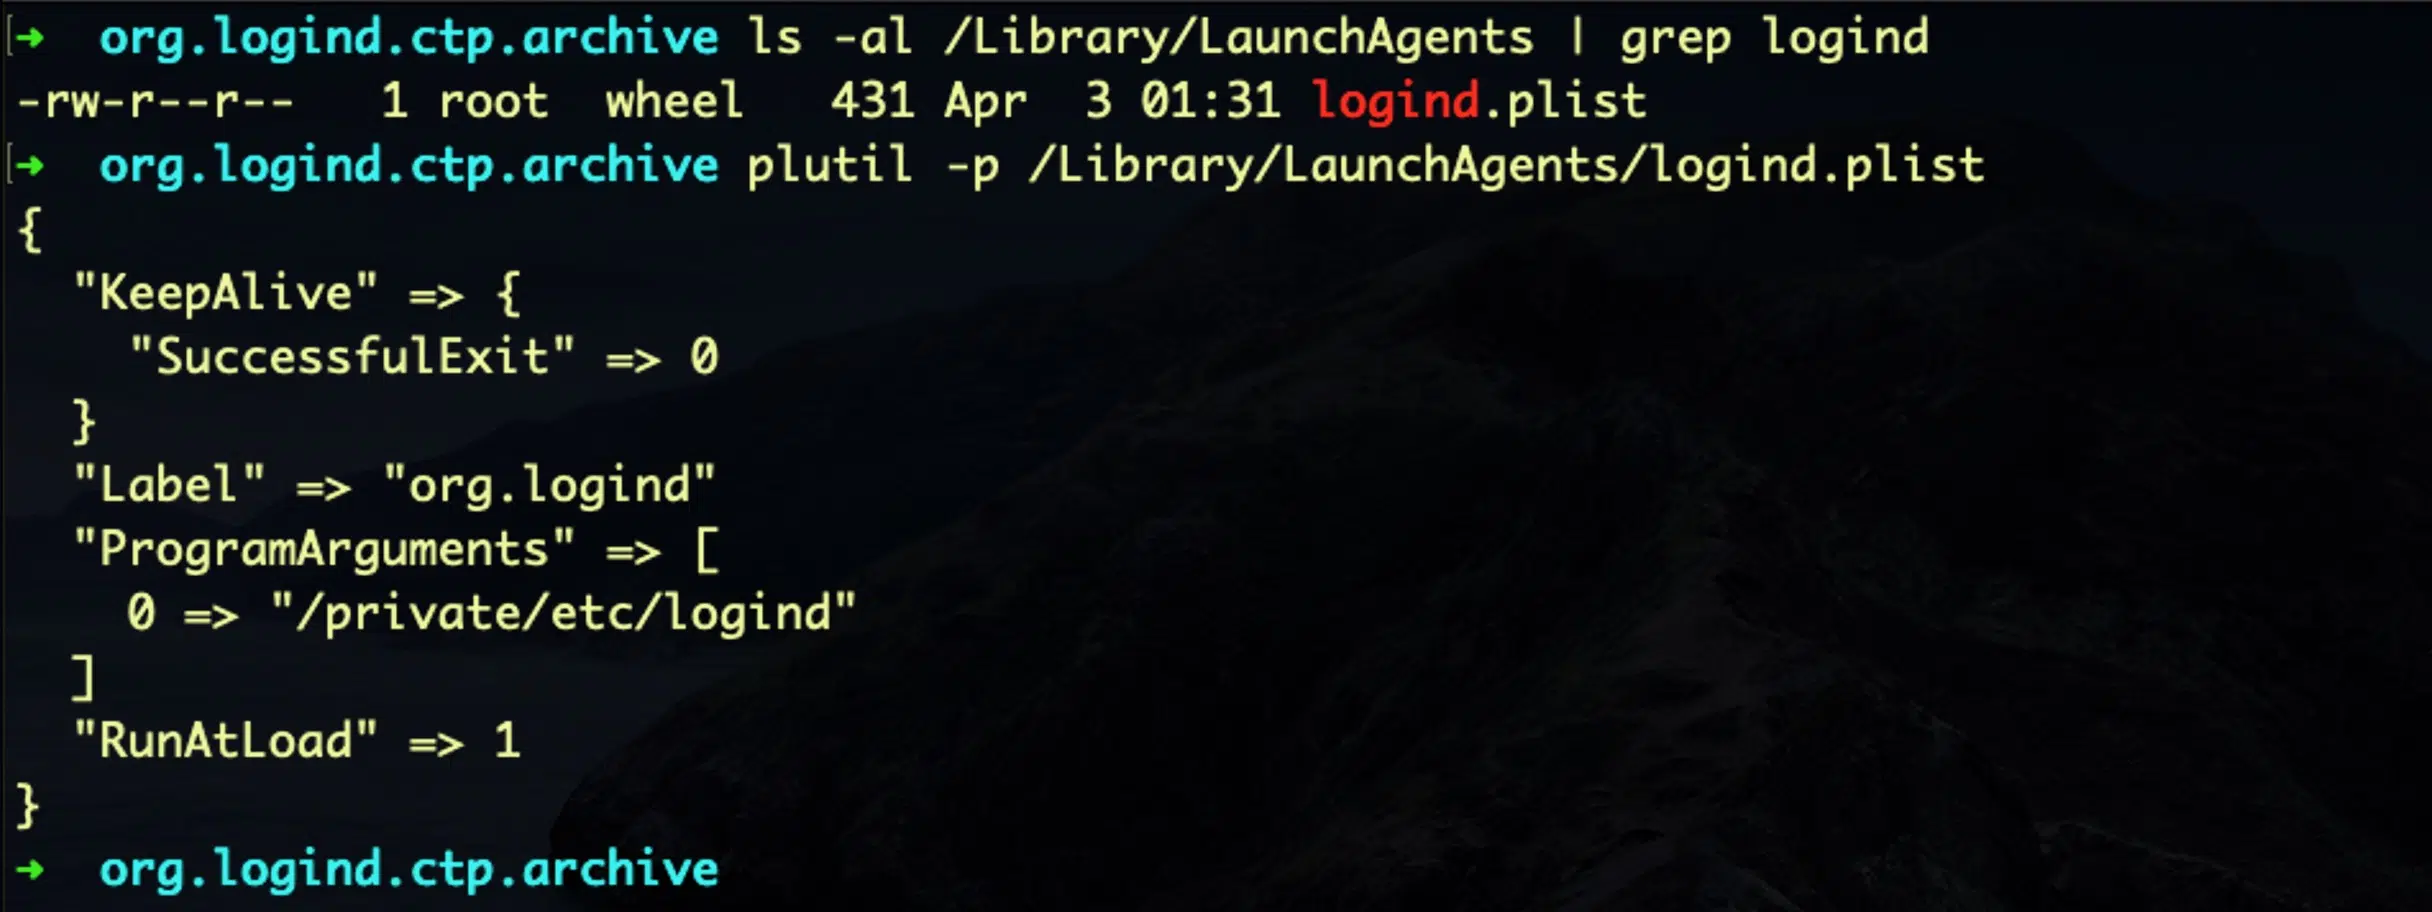 [→ org.logind.ctp.archive ls -al /Library/LaunchAgents | grep logind
-rw-r--r--   1 root  wheel   431 Apr  3 01:31 logind.plist
[→ org.logind.ctp.archive plutil -p /Library/LaunchAgents/logind.plist
{
  "KeepAlive" => {
    "SuccessfulExit" => 0
  }
  "Label" => "org.logind"
  "ProgramArguments" => [
    0 => "/private/etc/logind"
  ]
  "RunAtLoad" => 1
}
→ org.logind.ctp.archive